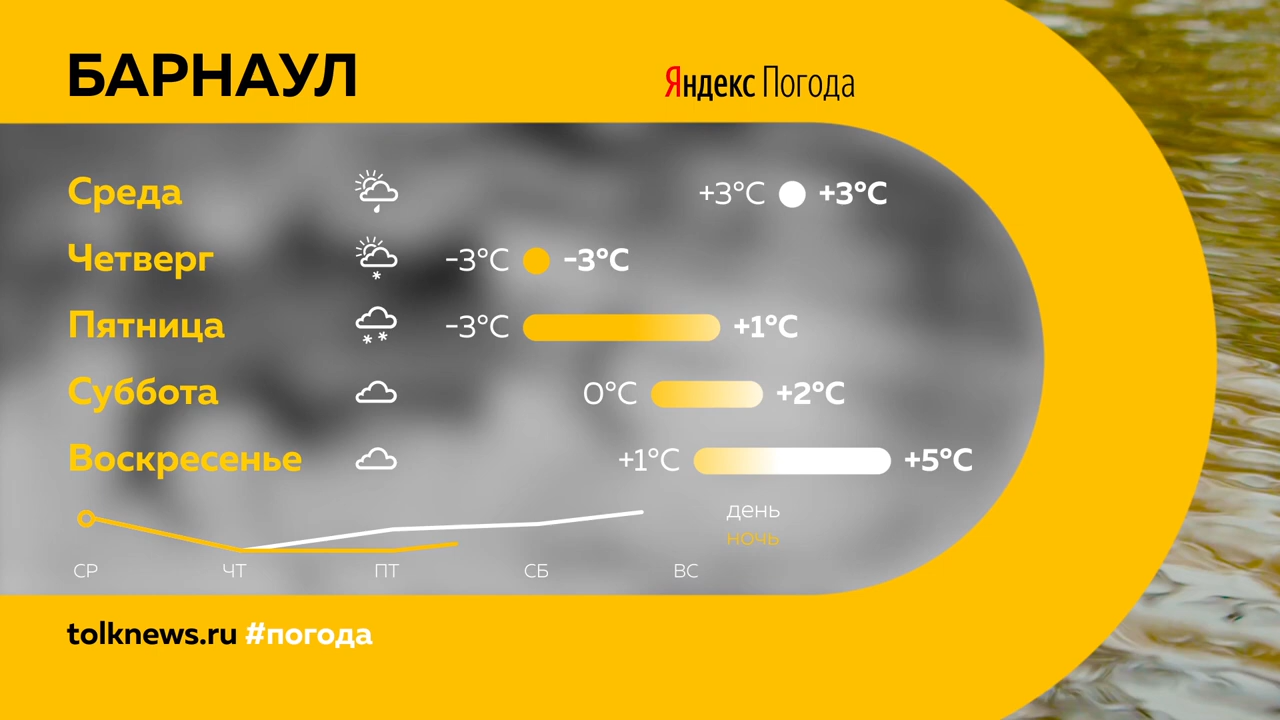 БАРНАУЛ
Яндекс Погода
Среда +3°C +3°C
Четверг -3°C -3°C
Пятница -3°C +1°C
Суббота 0°C +2°C
Воскресенье +1°C +5°C
день
ночь
СР ЧТ ПТ СБ ВС
tolknews.ru #погода